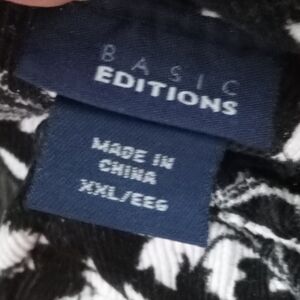 BASIC
EDITIONS
MADE IN
CHINA
XXL/EEG